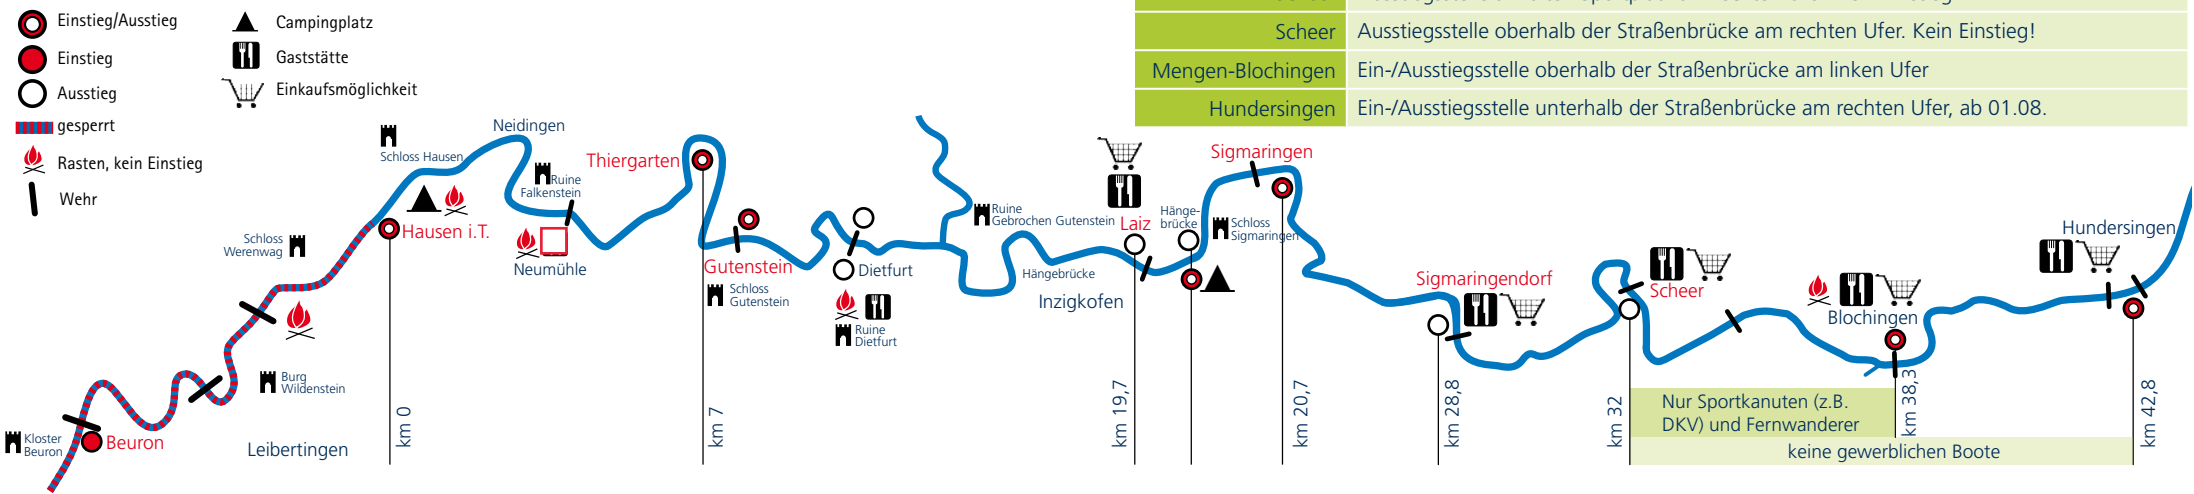 Einstieg/Ausstieg
Einstieg
Ausstieg
gesperrt
Rasten, kein Einstieg
Wehr
Campingplatz
Gaststätte
Einkaufsmöglichkeit
Scheer Ausstiegsstelle oberhalb der Straßenbrücke am rechten Ufer. Kein Einstieg!
Mengen-Blochingen Ein-/Ausstiegsstelle oberhalb der Straßenbrücke am linken Ufer
Hundersingen Ein-/Ausstiegsstelle unterhalb der Straßenbrücke am rechten Ufer, ab 01.08.
Kloster
Beuron
Beuron
Leibertingen
Burg
Wildenstein
Schloss
Werenwag
Schloss Hausen
Hausen i.T.
km 0
Neidingen
Ruine
Falkenstein
Neumühle
Thiergarten
km 7
Gutenstein
Schloss
Gutenstein
Dietfurt
Ruine
Dietfurt
Ruine
Gebrochen Gutenstein
Hängebrücke
Inzigkofen
Laiz
km 19,7
Hänge-
brücke
Schloss
Sigmaringen
Sigmaringen
km 20,7
Sigmaringendorf
km 28,8
Scheer
km 32
Nur Sportkanuten (z.B.
DKV) und Fernwanderer
Blochingen
km 38,3
keine gewerblichen Boote
Hundersingen
km 42,8